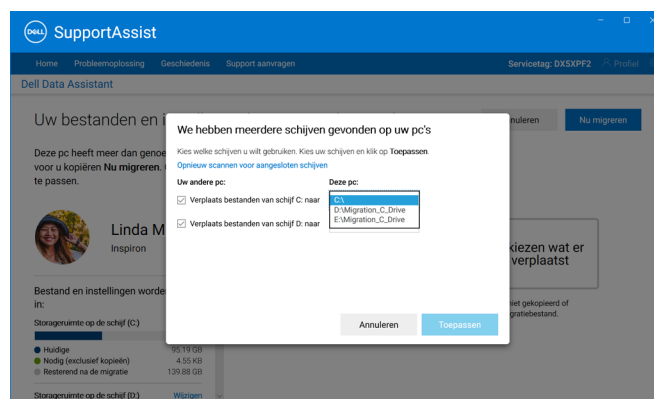 DELL SupportAssist
Home Probleemoplossing Geschiedenis Support aanvragen Servicetag: DX5XPF2 Profiel
Dell Data Assistant
Uw bestanden en i
nuleren Nu migreren
We hebben meerdere schijven gevonden op uw pc's
Kies welke schijven u wilt gebruiken. Kies uw schijven en klik op Toepassen.
Opnieuw scannen voor aangesloten schijven
Uw andere pc: Deze pc:
Verplaats bestanden van schijf C: naar
C:\
D:\Migration_C_Drive
E:\Migration_C_Drive
Verplaats bestanden van schijf D: naar
Annuleren Toepassen
Deze pc heeft meer dan genoe
voor u kopiëren Nu migreren.
te passen.
Linda M
Inspiron
Bestand en instellingen worde
in:
Storageruimte op de schijf (C:)
Huidige 95.19 GB
Nodig (exclusief kopieën) 4.55 KB
Resterend na de migratie 139.88 GB
Storageruimte op de schijf (D:) Wijzigen
kiezen wat er
verplaatst
niet gekopieerd of
gratiebestand.